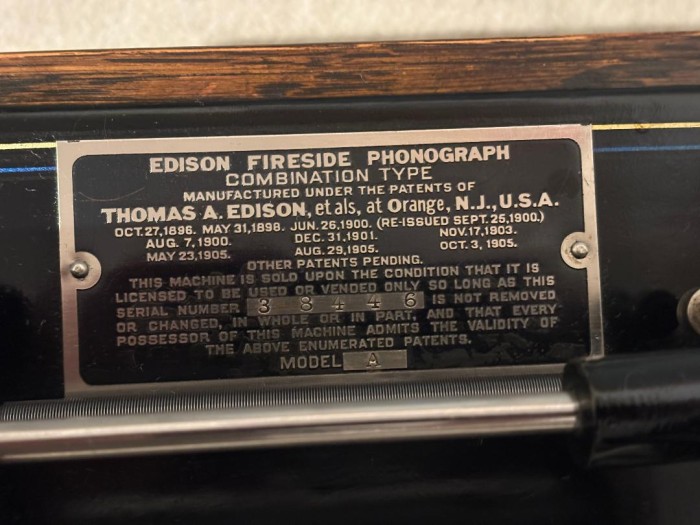 EDISON FIRESIDE PHONOGRAPH
COMBINATION TYPE
MANUFACTURED UNDER THE PATENTS OF
THOMAS A. EDISON, et als, at Orange, N.J., U.S.A.
OCT. 27, 1896. MAY 31, 1898. JUN. 26, 1900. (RE-ISSUED SEPT. 25, 1900.)
AUG. 7, 1900. DEC. 31, 1901. NOV. 17, 1903.
MAY 23, 1905. AUG. 29, 1905. OCT. 3, 1905.
OTHER PATENTS PENDING.
THIS MACHINE IS SOLD UPON THE CONDITION THAT IT IS
LICENSED TO BE USED OR VENDED ONLY SO LONG AS THIS
SERIAL NUMBER 38446 IS NOT REMOVED
OR CHANGED, IN WHOLE OR IN PART, AND THAT EVERY
POSSESSOR OF THIS MACHINE ADMITS THE VALIDITY OF
THE ABOVE ENUMERATED PATENTS.
MODEL A